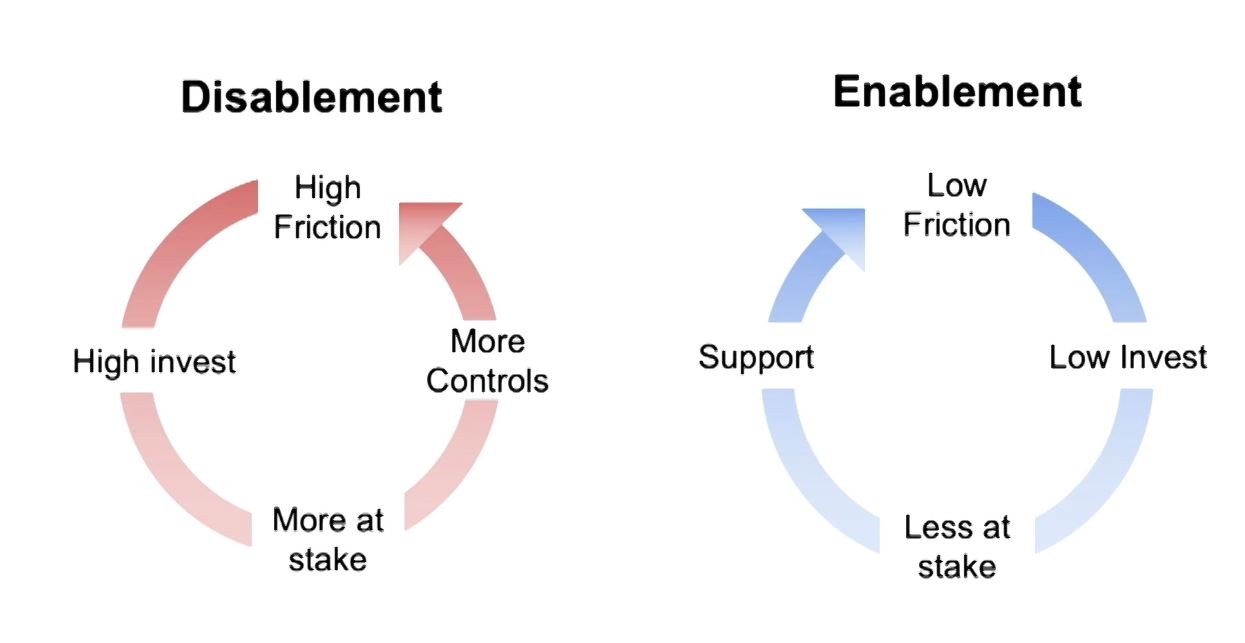 Disablement
High
Friction
High invest
More
Controls
More at
stake
Enablement
Low
Friction
Support
Low Invest
Less at
stake